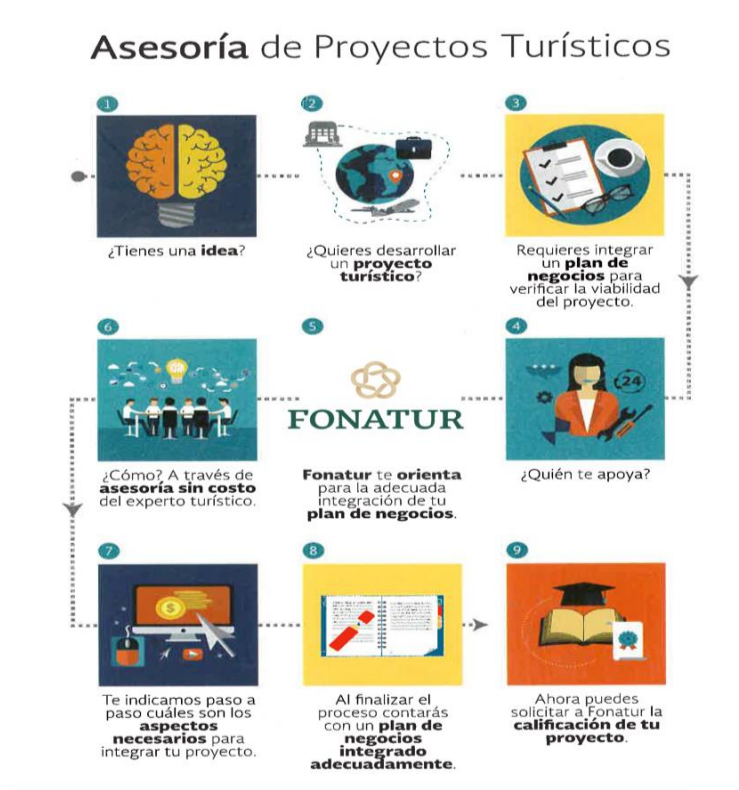 Asesoría de Proyectos Turísticos
1
¿Tienes una idea?
2
¿Quieres desarrollar
un proyecto
turístico?
3
Requieres integrar
un plan de
negocios para
verificar la viabilidad
del proyecto.
4
24
¿Quién te apoya?
5
FONATUR
Fonatur te orienta
para la adecuada
integración de tu
plan de negocios.
6
¿Cómo? A través de
asesoría sin costo
del experto turístico.
7
$
Te indicamos paso a
paso cuáles son los
aspectos
necesarios para
integrar tu proyecto.
8
Al finalizar el
proceso contarás
con un plan de
negocios
integrado
adecuadamente.
9
Ahora puedes
solicitar a Fonatur la
calificación de tu
proyecto.